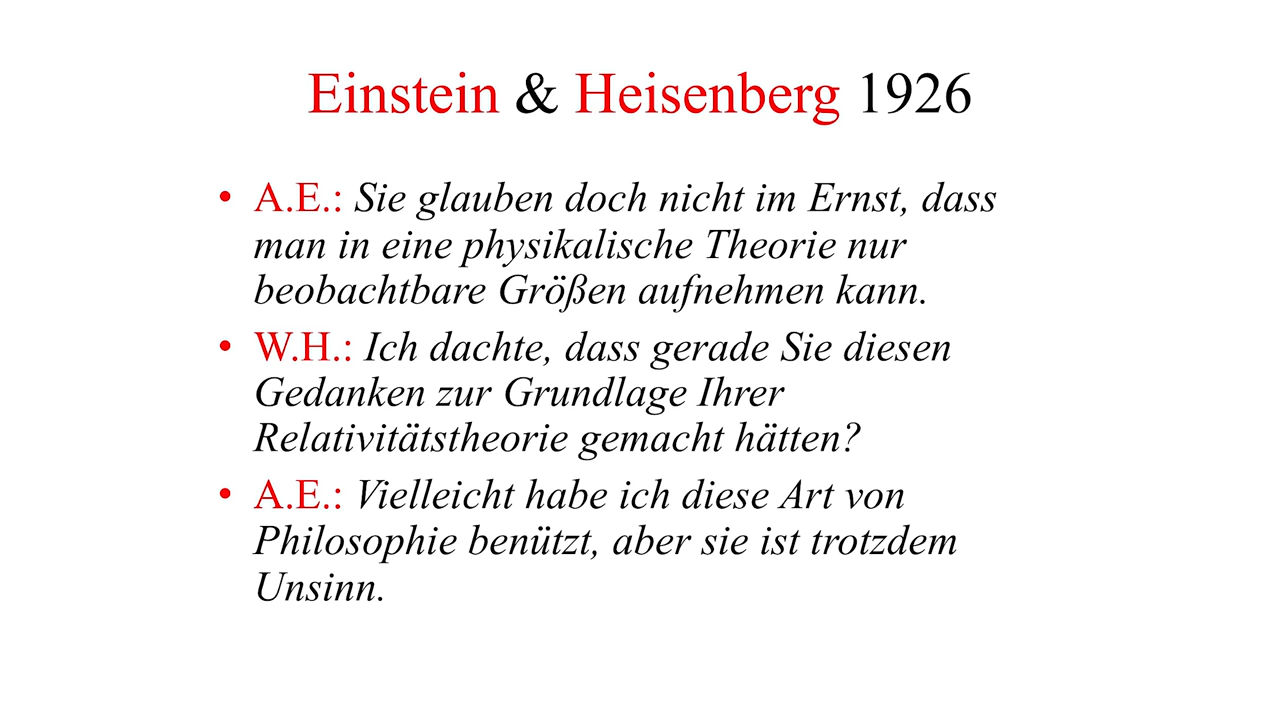 Einstein & Heisenberg 1926
• A.E.: Sie glauben doch nicht im Ernst, dass
man in eine physikalische Theorie nur
beobachtbare Größen aufnehmen kann.
• W.H.: Ich dachte, dass gerade Sie diesen
Gedanken zur Grundlage Ihrer
Relativitätstheorie gemacht hätten?
• A.E.: Vielleicht habe ich diese Art von
Philosophie benützt, aber sie ist trotzdem
Unsinn.